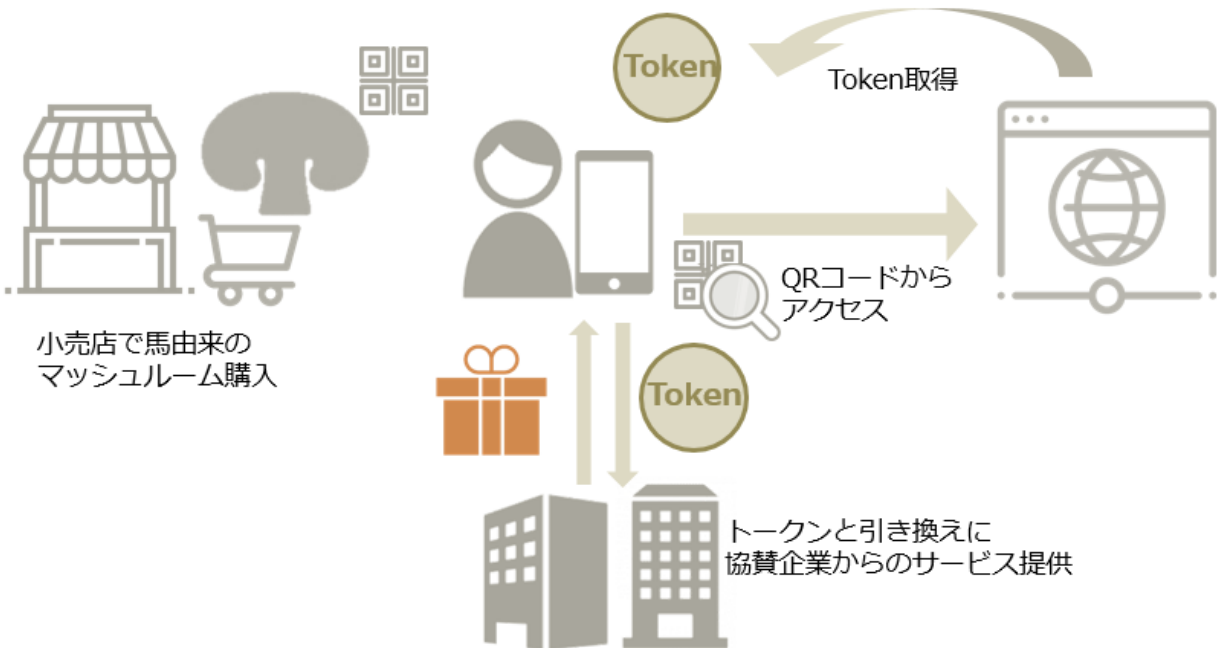 Token
Token取得
QRコードから
アクセス
小売店で馬由来の
マッシュルーム購入
Token
トークンと引き換えに
協賛企業からのサービス提供